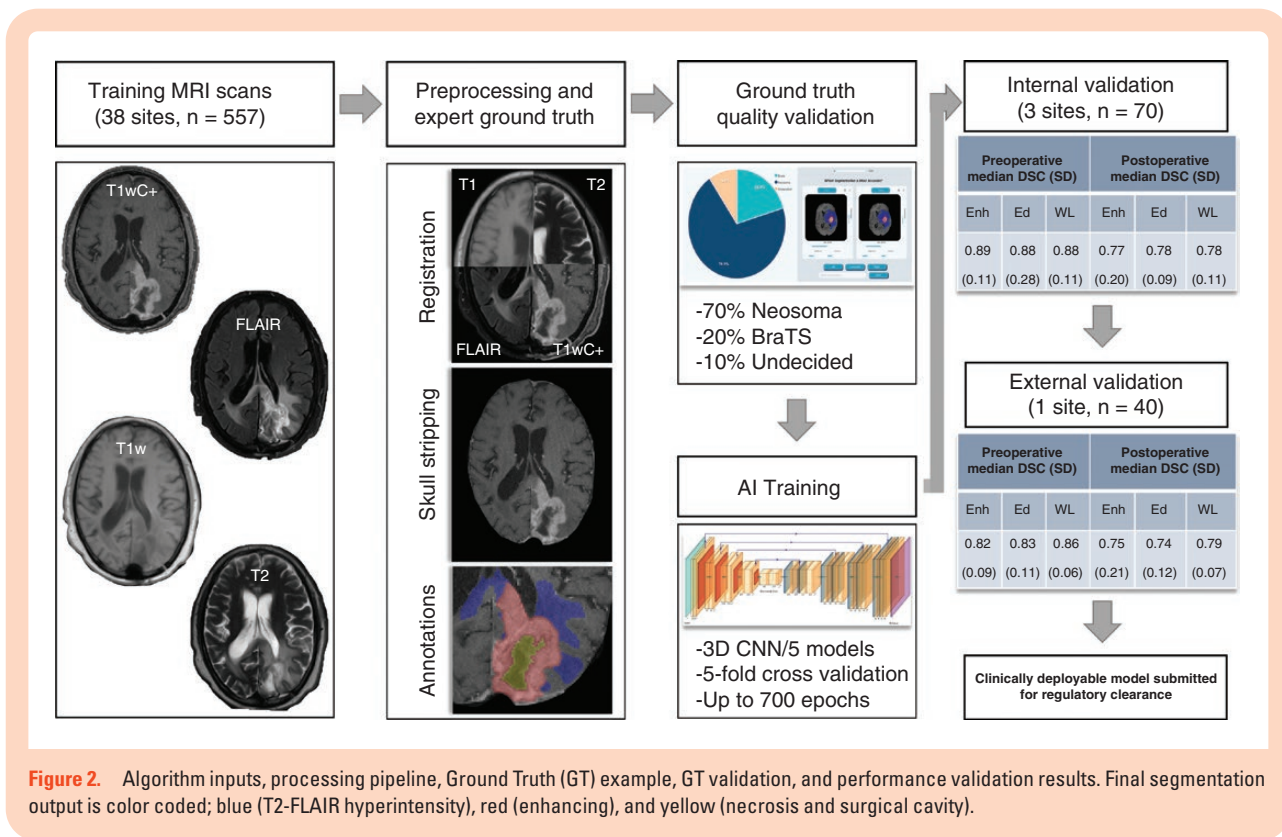 Training MRI scans
(38 sites, n = 557)
T1wC+
FLAIR
T1w
T2
Preprocessing and
expert ground truth
Registration
T1
T2
FLAIR
T1wC+
Skull stripping
Annotations
Ground truth
quality validation
-70% Neosoma
-20% BraTS
-10% Undecided
AI Training
-3D CNN/5 models
-5-fold cross validation
-Up to 700 epochs
Internal validation
(3 sites, n = 70)
Preoperative Postoperative
median DSC (SD) median DSC (SD)
Enh Ed WL Enh Ed WL
0.89 0.88 0.88 0.77 0.78 0.78
(0.11) (0.28) (0.11) (0.20) (0.09) (0.11)
External validation
(1 site, n = 40)
Preoperative Postoperative
median DSC (SD) median DSC (SD)
Enh Ed WL Enh Ed WL
0.82 0.83 0.86 0.75 0.74 0.79
(0.09) (0.11) (0.06) (0.21) (0.12) (0.07)
Clinically deployable model submitted
for regulatory clearance
Figure 2. Algorithm inputs, processing pipeline, Ground Truth (GT) example, GT validation, and performance validation results. Final segmentation
output is color coded; blue (T2-FLAIR hyperintensity), red (enhancing), and yellow (necrosis and surgical cavity).